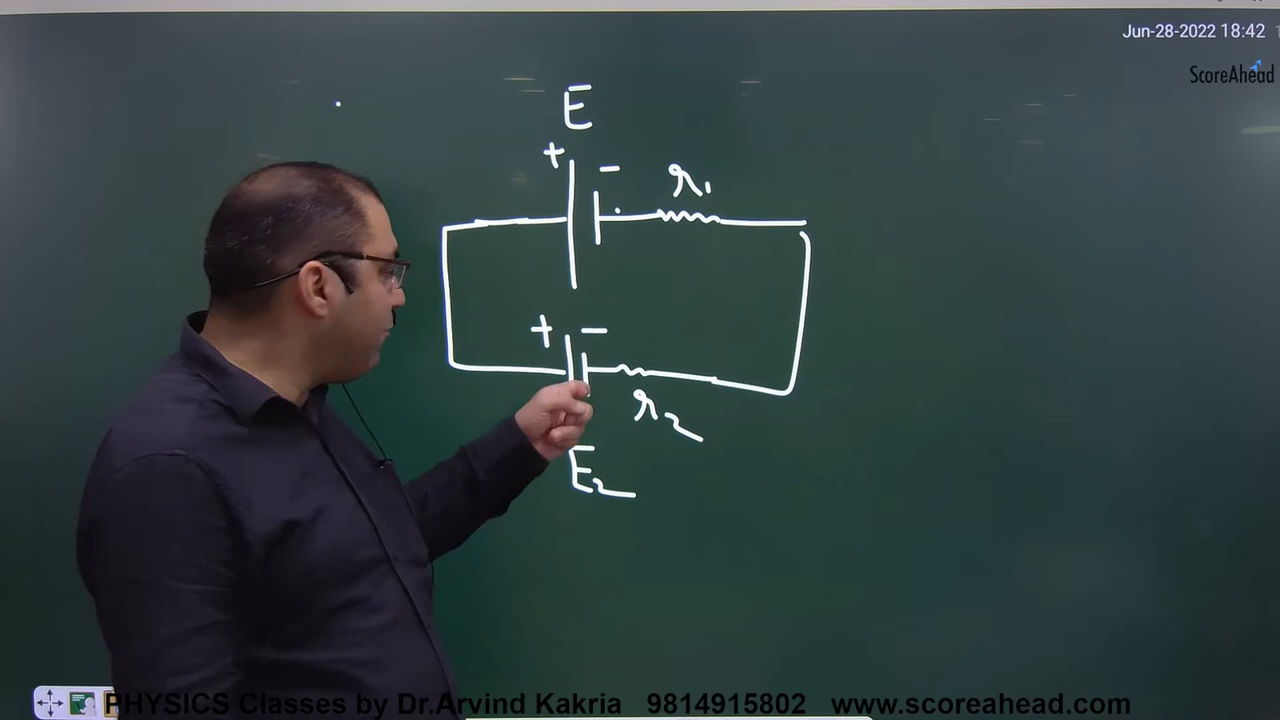 Jun-28-2022 18:42
ScoreAhead
E
+ -
r₁
+ -
r₂
E₂
PHYSICS Classes by Dr.Arvind Kakria 9814915802 www.scoreahead.com